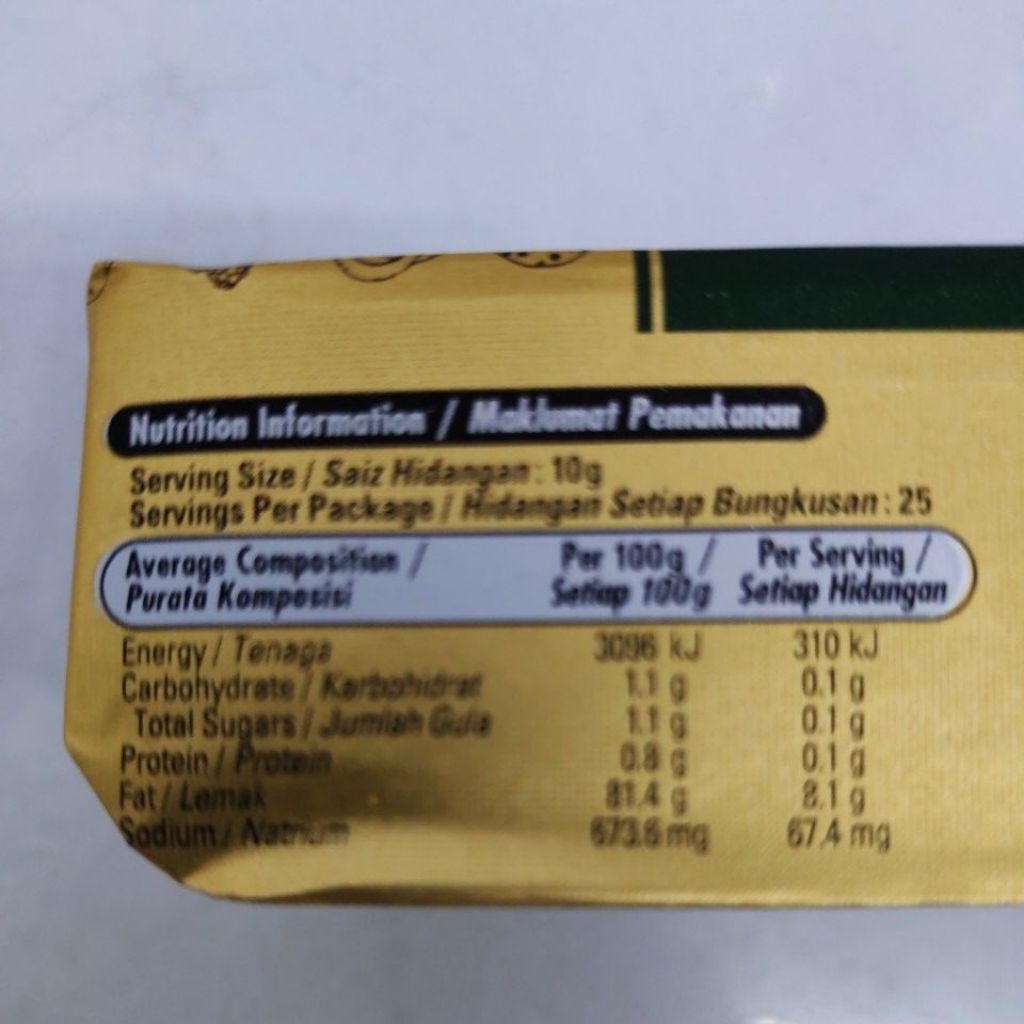 Nutrition Information / Maklumat Pemakanan
Serving Size / Saiz Hidangan : 10g
Servings Per Package / Hidangan Setiap Bungkusan : 25
Average Composition / Per 100g / Per Serving /
Purata Komposisi Setiap 100g Setiap Hidangan
Energy / Tenaga 3096 kJ 310 kJ
Carbohydrate / Karbohidrat 1.1 g 0.1 g
Total Sugars / Jumlah Gula 1.1 g 0.1 g
Protein / Protein 0.8 g 0.1 g
Fat / Lemak 81.4 g 8.1 g
Sodium / Natrium 673.6 mg 67.4 mg